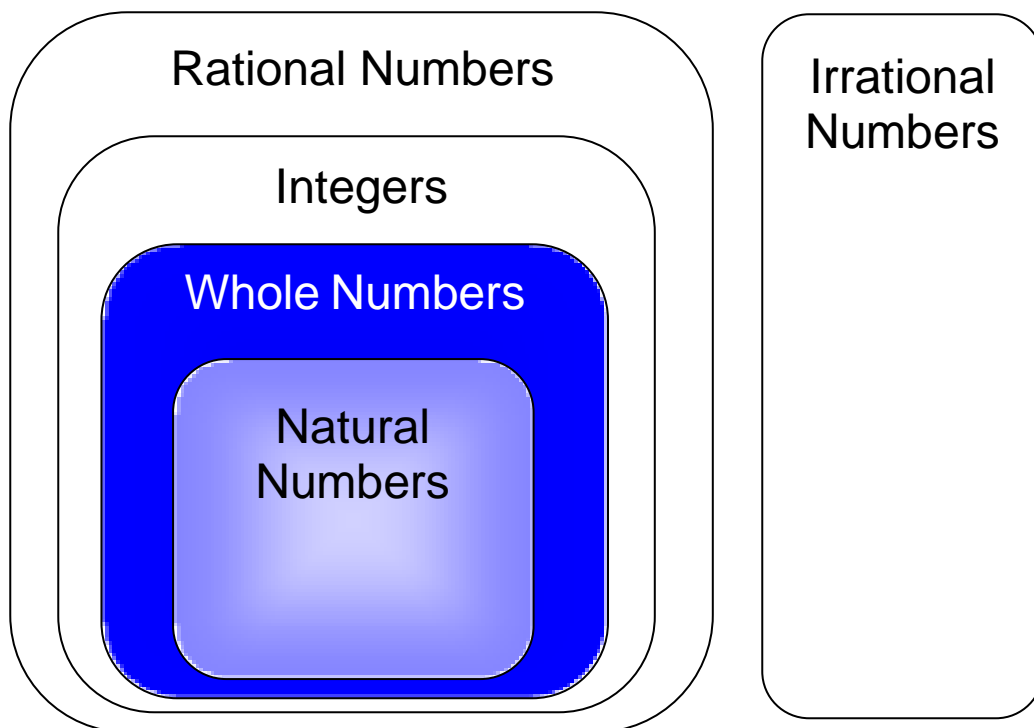 Rational Numbers
Irrational
Numbers
Integers
Whole Numbers
Natural
Numbers